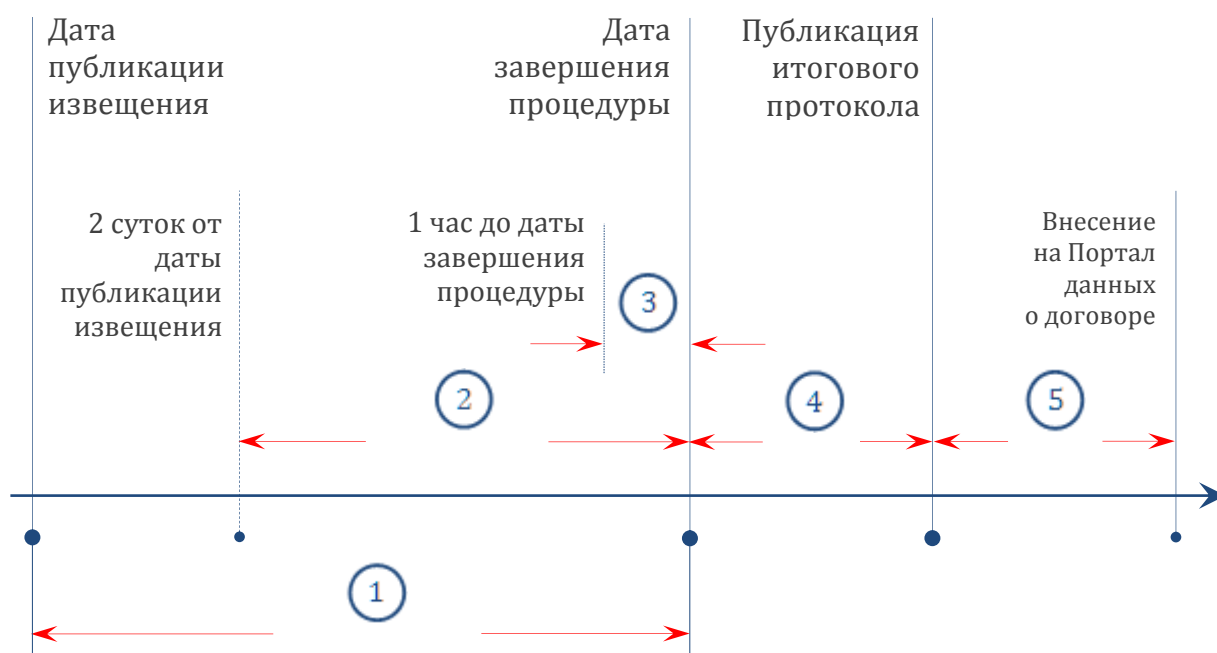 Дата
публикации
извещения
Дата
завершения
процедуры
Публикация
итогового
протокола
2 суток от
даты
публикации
извещения
1 час до даты
завершения
процедуры
Внесение
на Портал
данных
о договоре
3
2
4
5
1